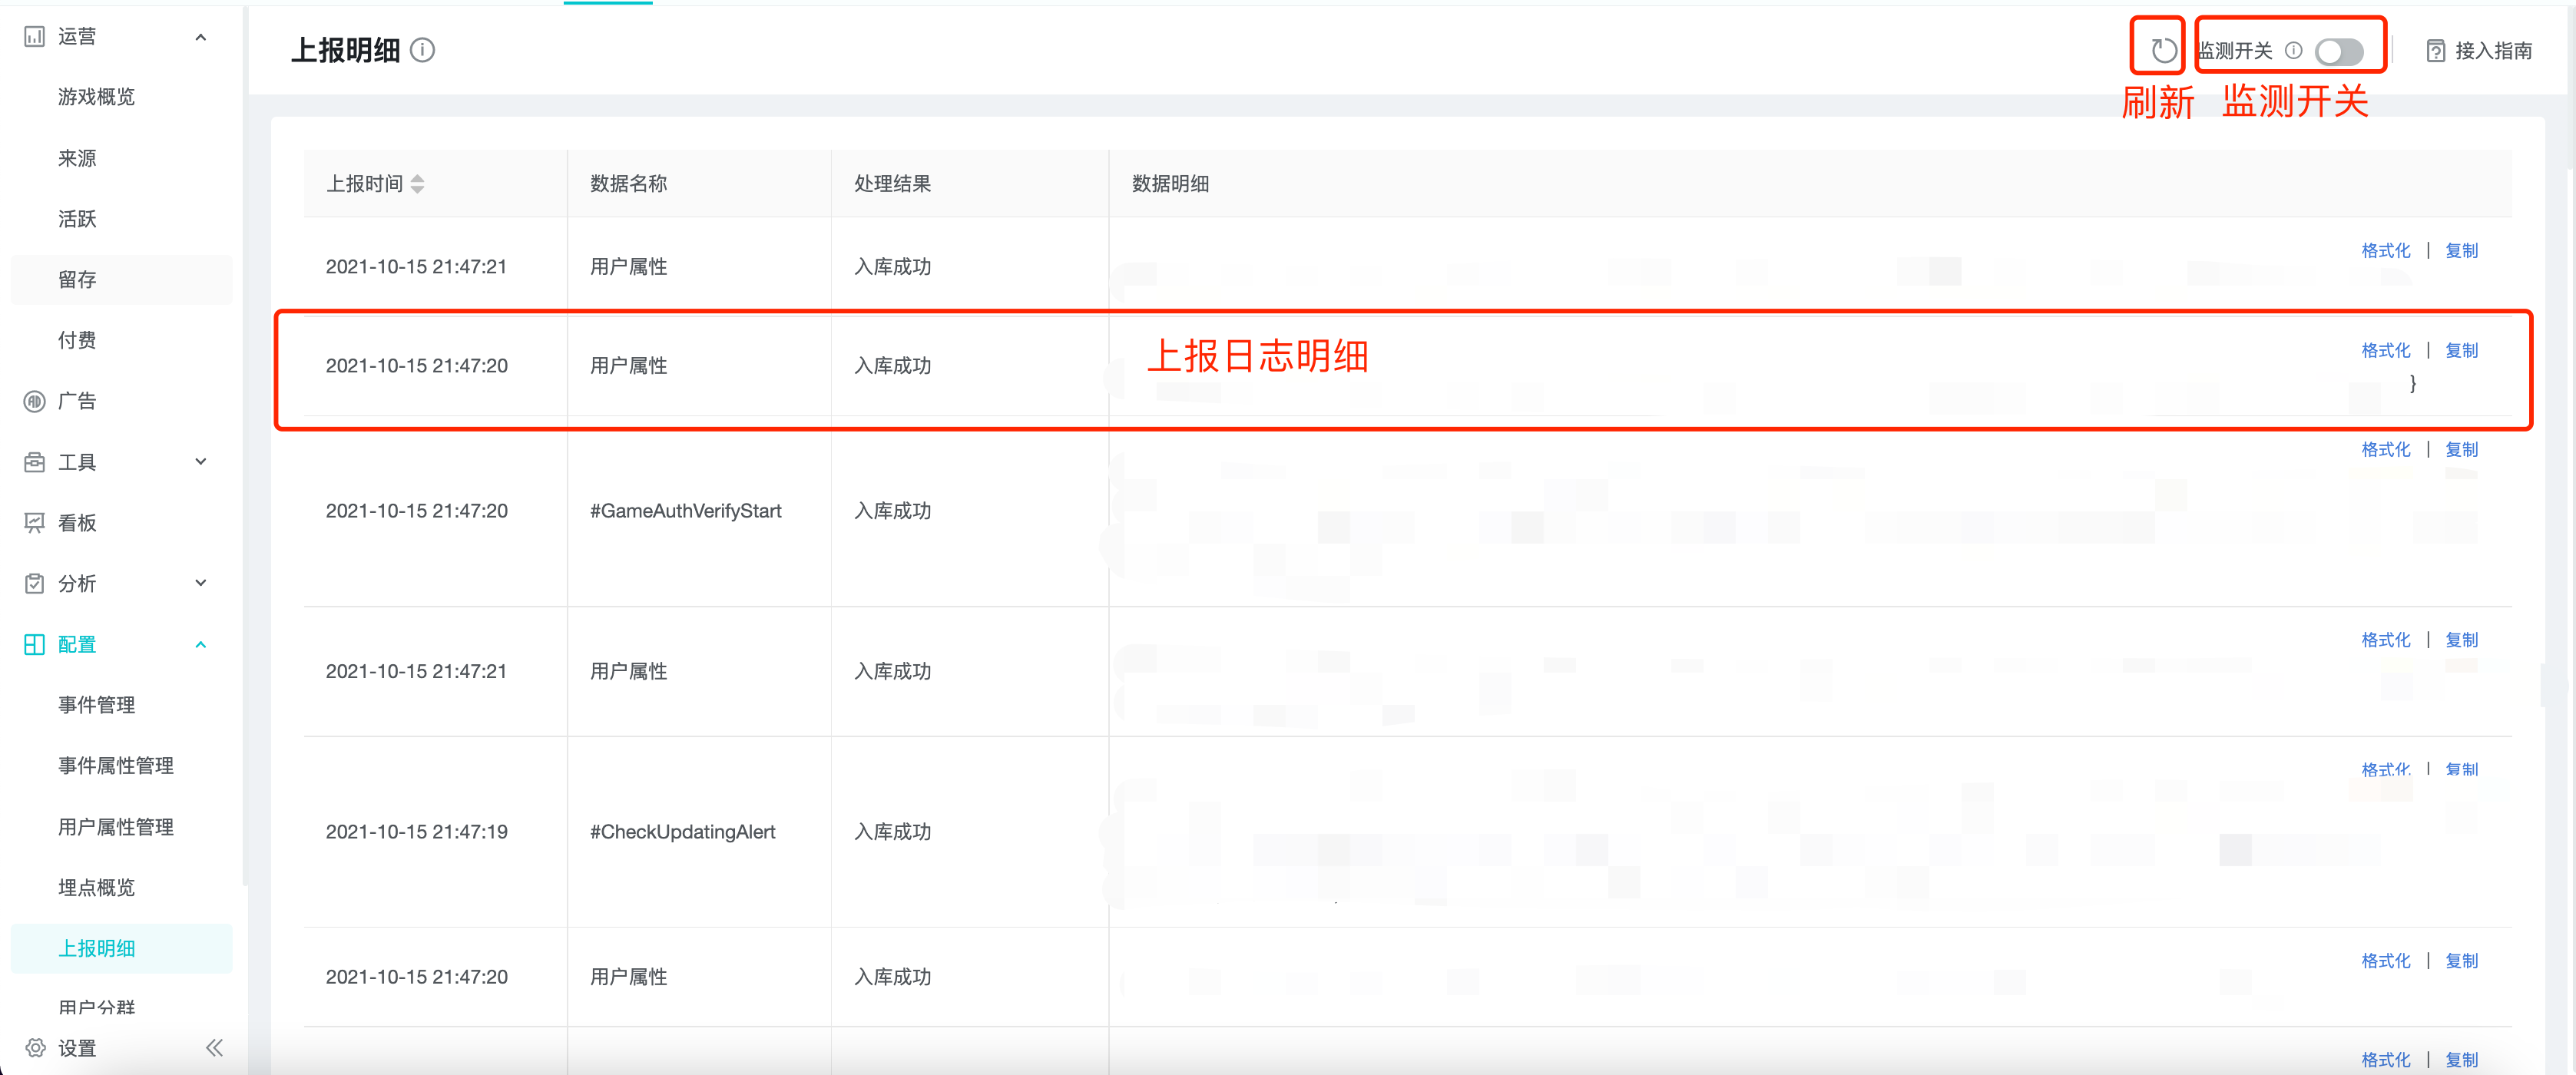 运营
游戏概览
来源
活跃
留存
付费
广告
工具
看板
分析
配置
事件管理
事件属性管理
用户属性管理
埋点概览
上报明细
用户分群
设置
上报明细
监测开关
接入指南
刷新 监测开关
上报时间 数据名称 处理结果 数据明细
2021-10-15 21:47:21 用户属性 入库成功 格式化 | 复制
2021-10-15 21:47:20 用户属性 入库成功 上报日志明细 格式化 | 复制
}
2021-10-15 21:47:20 #GameAuthVerifyStart 入库成功 格式化 | 复制
2021-10-15 21:47:21 用户属性 入库成功 格式化 | 复制
2021-10-15 21:47:19 #CheckUpdatingAlert 入库成功 格式化 | 复制
2021-10-15 21:47:20 用户属性 入库成功 格式化 | 复制
格式化 | 复制